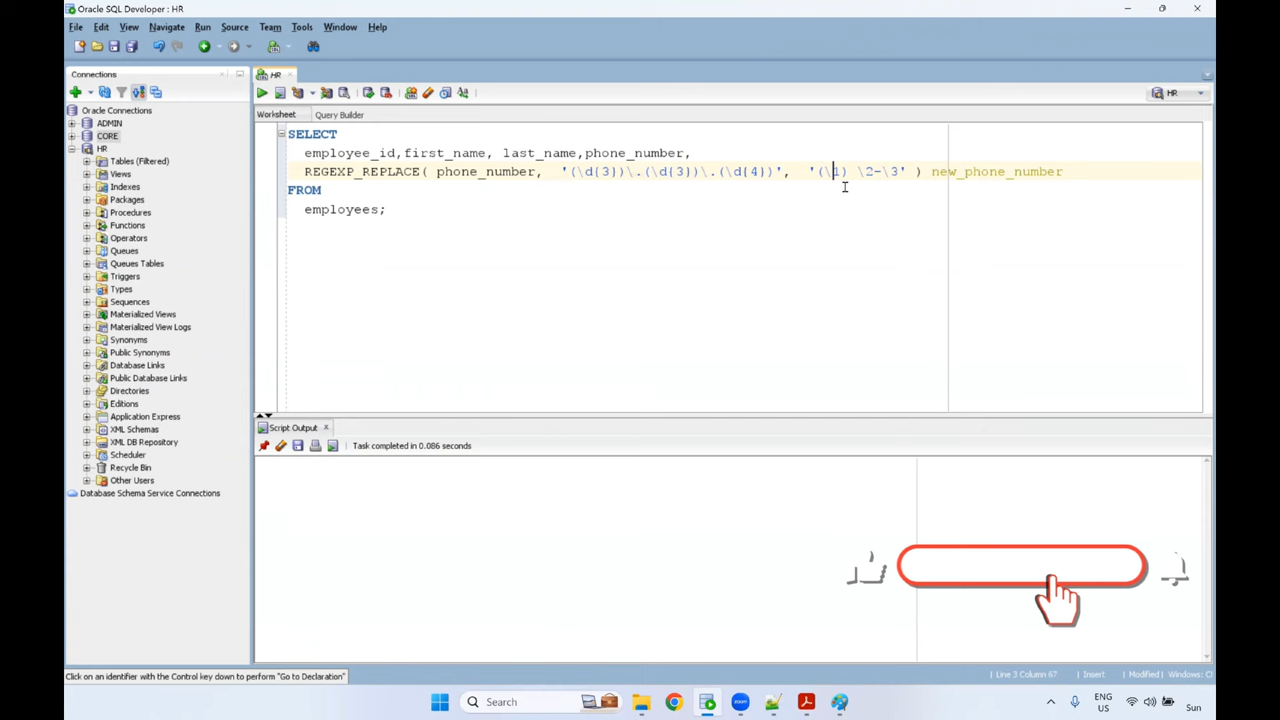 Oracle SQL Developer : HR
File Edit View Navigate Run Source Team Tools Window Help
Connections
Oracle Connections
ADMIN
CORE
HR
Tables (Filtered)
Views
Indexes
Packages
Procedures
Functions
Operators
Queues
Queues Tables
Triggers
Types
Sequences
Materialized Views
Materialized View Logs
Synonyms
Public Synonyms
Database Links
Public Database Links
Directories
Editions
Application Express
XML Schemas
XML DB Repository
Scheduler
Recycle Bin
Other Users
Database Schema Service Connections
HR
Worksheet Query Builder
HR
SELECT
employee_id,first_name, last_name,phone_number,
REGEXP_REPLACE( phone_number, '(\d{3})\.(\d{3})\.(\d{4})', '(\1) \2-\3' ) new_phone_number
FROM
employees;
Script Output
Task completed in 0.086 seconds
Click on an identifier with the Control key down to perform "Go to Declaration"
Line 3 Column 67 Insert Modified Windows: C
Search
zoom
ENG
US
Sun